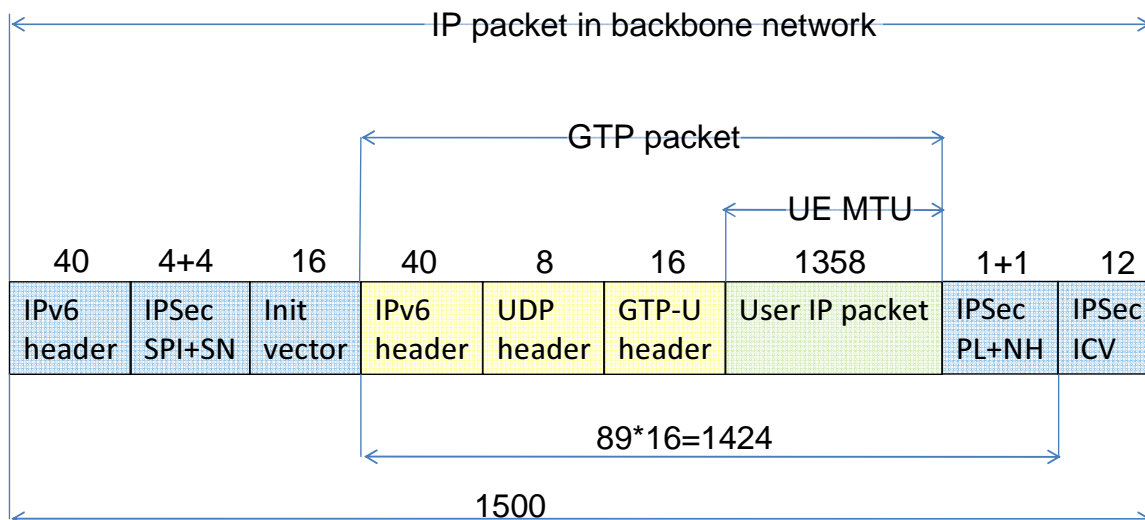 IP packet in backbone network
GTP packet
UE MTU
40 4+4 16 40 8 16 1358 1+1 12
IPv6 IPSec Init IPv6 UDP GTP-U User IP packet IPSec IPSec
header SPI+SN vector header header header PL+NH ICV
89*16=1424
1500